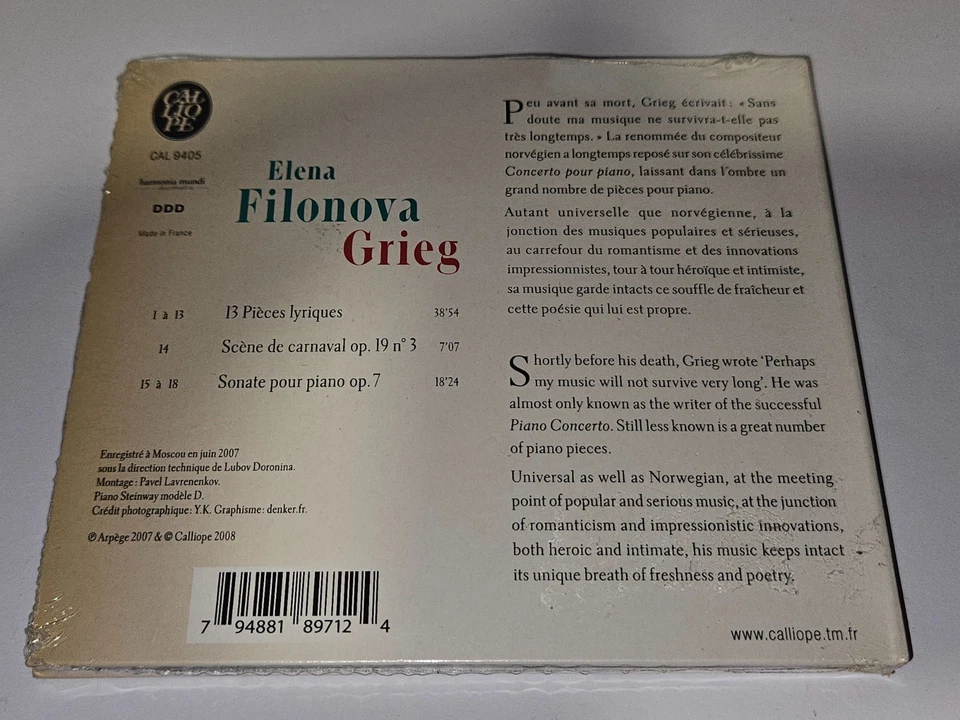 CAL
LIO
PE
CAL 9405
harmonia mundi
DDD
Made in France
Elena
Filonova
Grieg
1 à 13 13 Pièces lyriques 38'54
14 Scène de carnaval op. 19 n° 3 7'07
15 à 18 Sonate pour piano op. 7 18'24
Enregistré à Moscou en juin 2007
sous la direction technique de Lubov Doronina.
Montage : Pavel Lavrenenkov.
Piano Steinway modèle D.
Crédit photographique : Y.K. Graphisme : denker.fr.
℗ Arpège 2007 & © Calliope 2008
7 94881 89712 4
Peu avant sa mort, Grieg écrivait : « Sans
doute ma musique ne survivra-t-elle pas
très longtemps. » La renommée du compositeur
norvégien a longtemps reposé sur son célébrissime
Concerto pour piano, laissant dans l'ombre un
grand nombre de pièces pour piano.
Autant universelle que norvégienne, à la
jonction des musiques populaires et sérieuses,
au carrefour du romantisme et des innovations
impressionnistes, tour à tour héroïque et intimiste,
sa musique garde intacts ce souffle de fraîcheur et
cette poésie qui lui est propre.
Shortly before his death, Grieg wrote 'Perhaps
my music will not survive very long'. He was
almost only known as the writer of the successful
Piano Concerto. Still less known is a great number
of piano pieces.
Universal as well as Norwegian, at the meeting
point of popular and serious music, at the junction
of romanticism and impressionistic innovations,
both heroic and intimate, his music keeps intact
its unique breath of freshness and poetry.
www.calliope.tm.fr